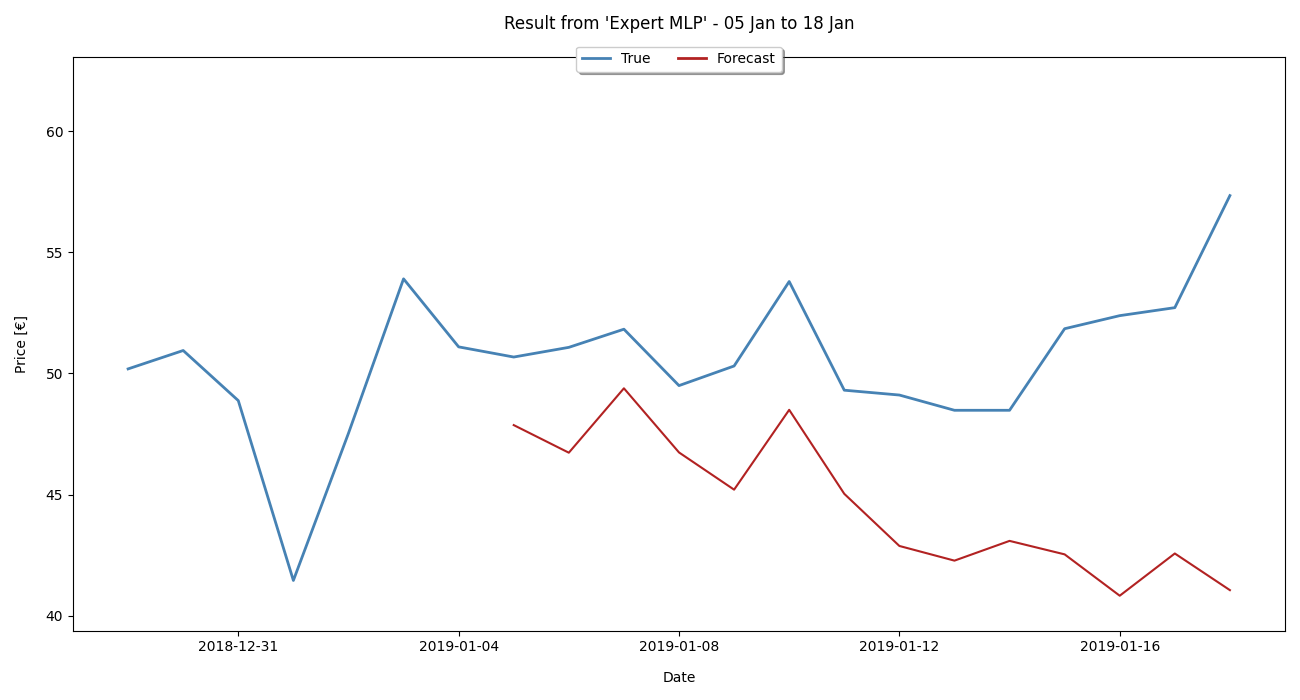 Result from 'Expert MLP' - 05 Jan to 18 Jan
True Forecast
Price [€]
60
55
50
45
40
2018-12-31 2019-01-04 2019-01-08 2019-01-12 2019-01-16
Date